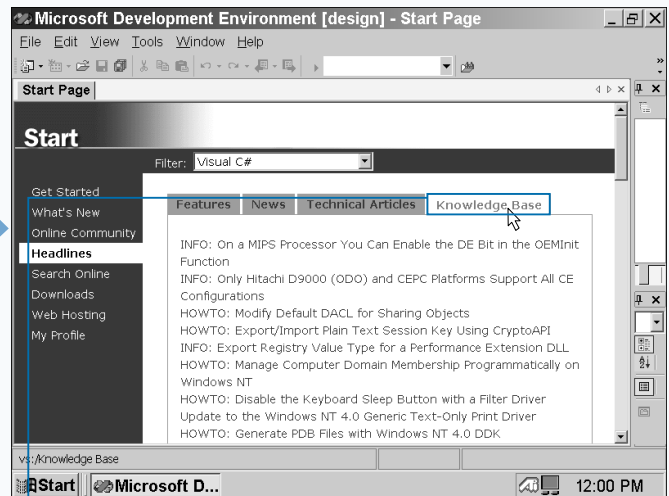 Microsoft Development Environment [design] - Start Page
File Edit View Tools Window Help
Start Page
Start
Filter: Visual C#
Get Started
What's New
Online Community
Headlines
Search Online
Downloads
Web Hosting
My Profile
Features News Technical Articles Knowledge Base
INFO: On a MIPS Processor You Can Enable the DE Bit in the OEMInit
Function
INFO: Only Hitachi D9000 (ODO) and CEPC Platforms Support All CE
Configurations
HOWTO: Modify Default DACL for Sharing Objects
HOWTO: Export/Import Plain Text Session Key Using CryptoAPI
INFO: Export Registry Value Type for a Performance Extension DLL
HOWTO: Manage Computer Domain Membership Programmatically on
Windows NT
HOWTO: Disable the Keyboard Sleep Button with a Filter Driver
Update to the Windows NT 4.0 Generic Text-Only Print Driver
HOWTO: Generate PDB Files with Windows NT 4.0 DDK
vs:/Knowledge Base
Start Microsoft D... 12:00 PM